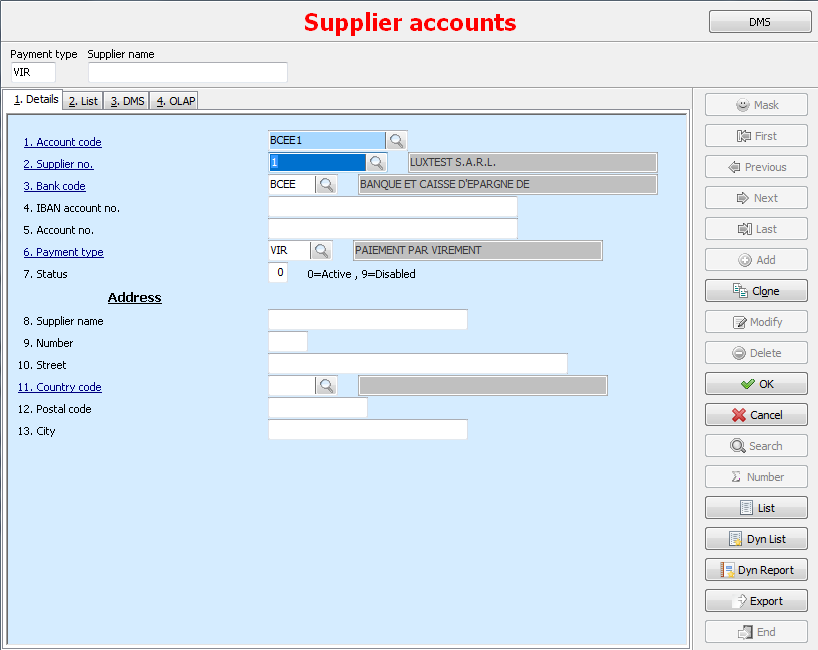 Supplier accounts
DMS
Payment type Supplier name
VIR
1. Details 2. List 3. DMS 4. OLAP
1. Account code BCEE1
2. Supplier no. 1 LUXTEST S.A.R.L.
3. Bank code BCEE BANQUE ET CAISSE D'EPARGNE DE
4. IBAN account no.
5. Account no.
6. Payment type VIR PAIEMENT PAR VIREMENT
7. Status 0 0=Active , 9=Disabled
Address
8. Supplier name
9. Number
10. Street
11. Country code
12. Postal code
13. City
Mask
First
Previous
Next
Last
Add
Clone
Modify
Delete
OK
Cancel
Search
Number
List
Dyn List
Dyn Report
Export
End